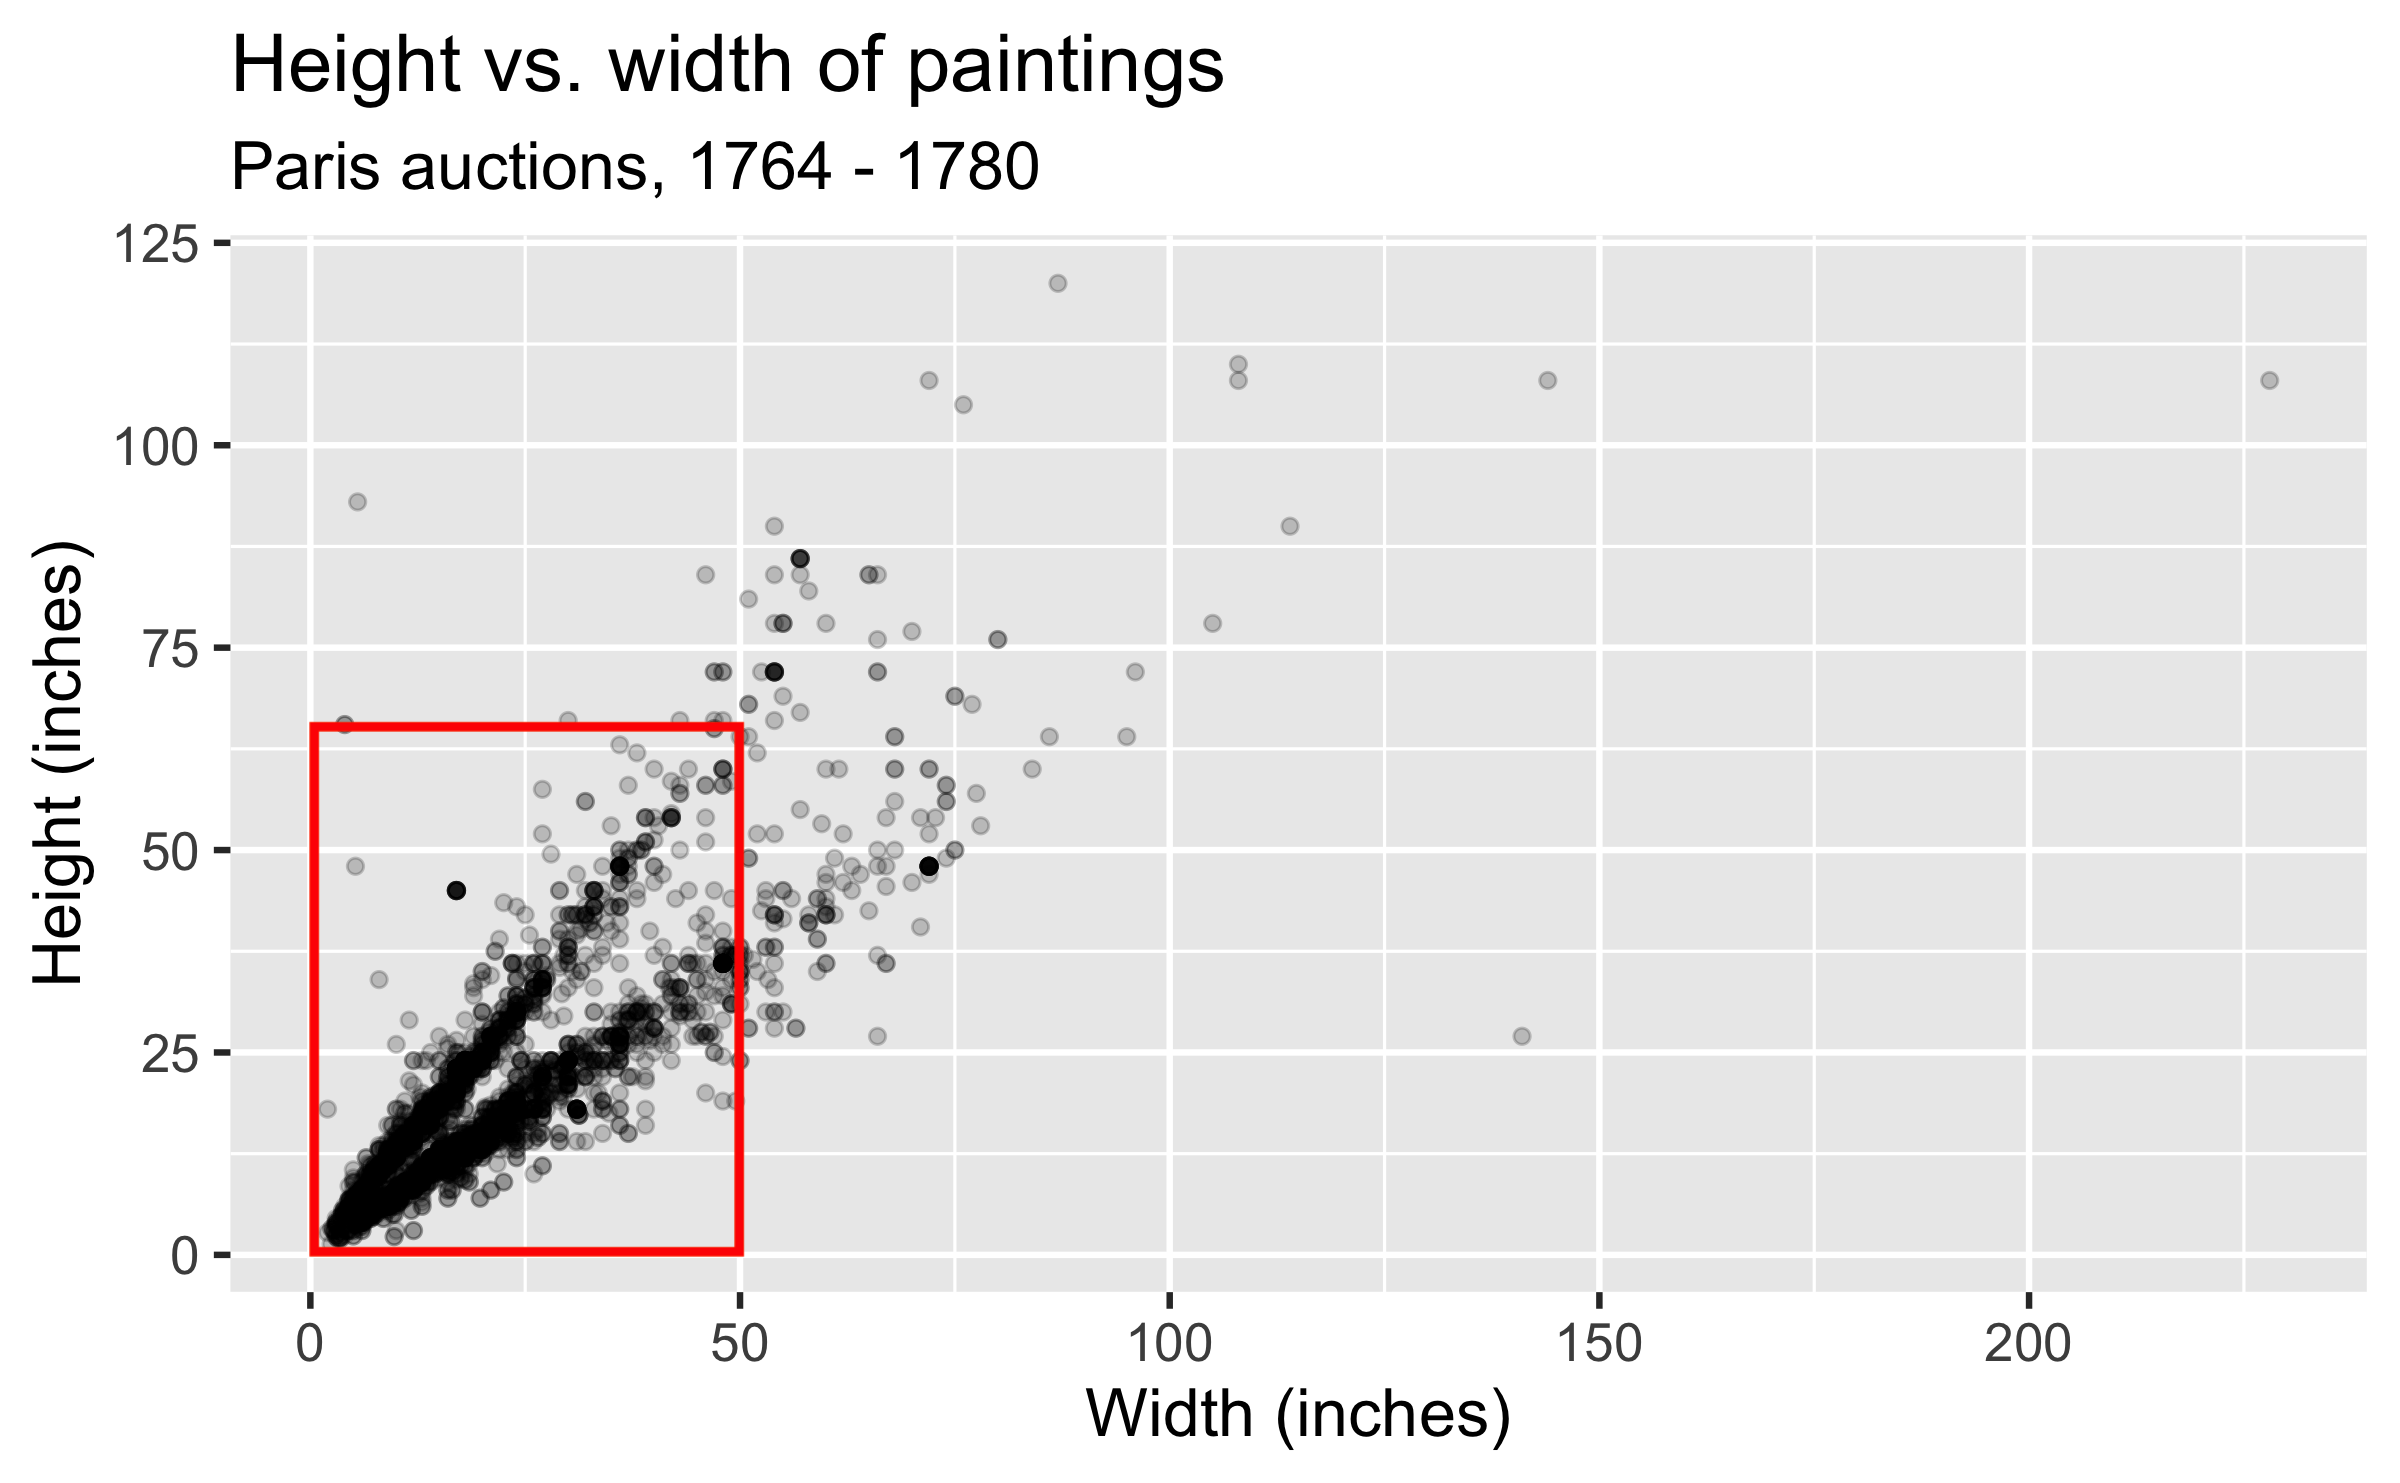 Height vs. width of paintings
Paris auctions, 1764 - 1780
125
100
75
50
25
0
Height (inches)
0 50 100 150 200
Width (inches)